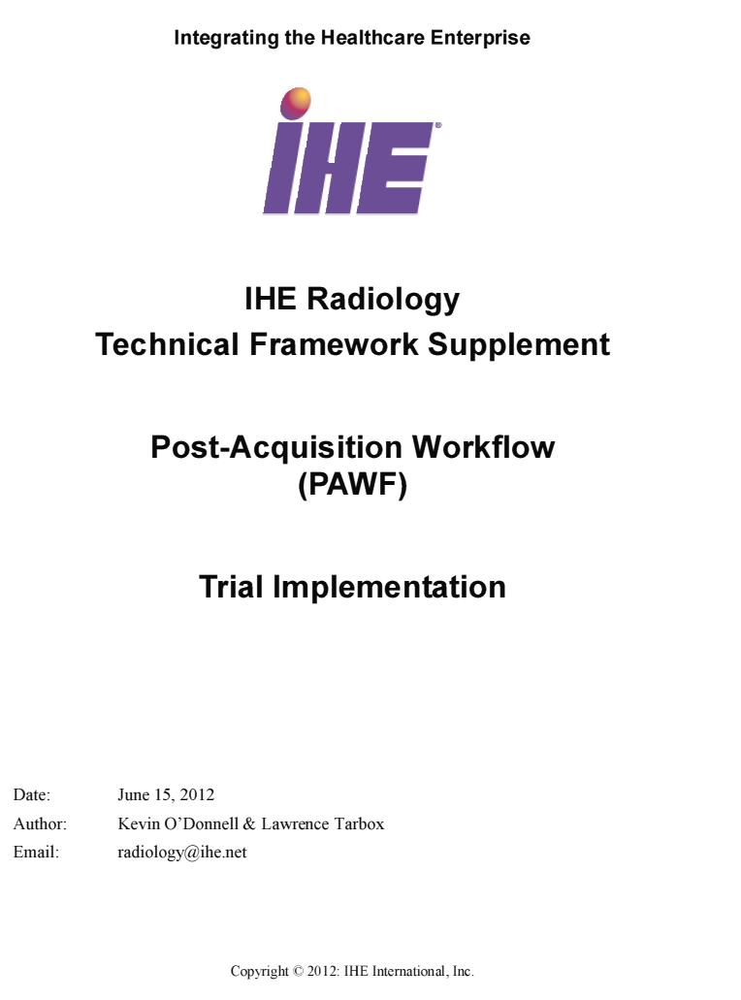 Integrating the Healthcare Enterprise
iHE®
IHE Radiology
Technical Framework Supplement
Post-Acquisition Workflow
(PAWF)
Trial Implementation
Date: June 15, 2012
Author: Kevin O’Donnell & Lawrence Tarbox
Email: radiology@ihe.net
Copyright © 2012: IHE International, Inc.